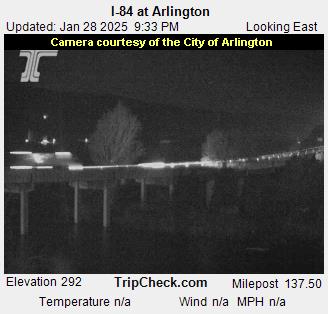 I-84 at Arlington
Updated: Jan 28 2025 9:33 PM Looking East
Camera courtesy of the City of Arlington
Elevation 292 TripCheck.com Milepost 137.50
Temperature n/a Wind n/a MPH n/a